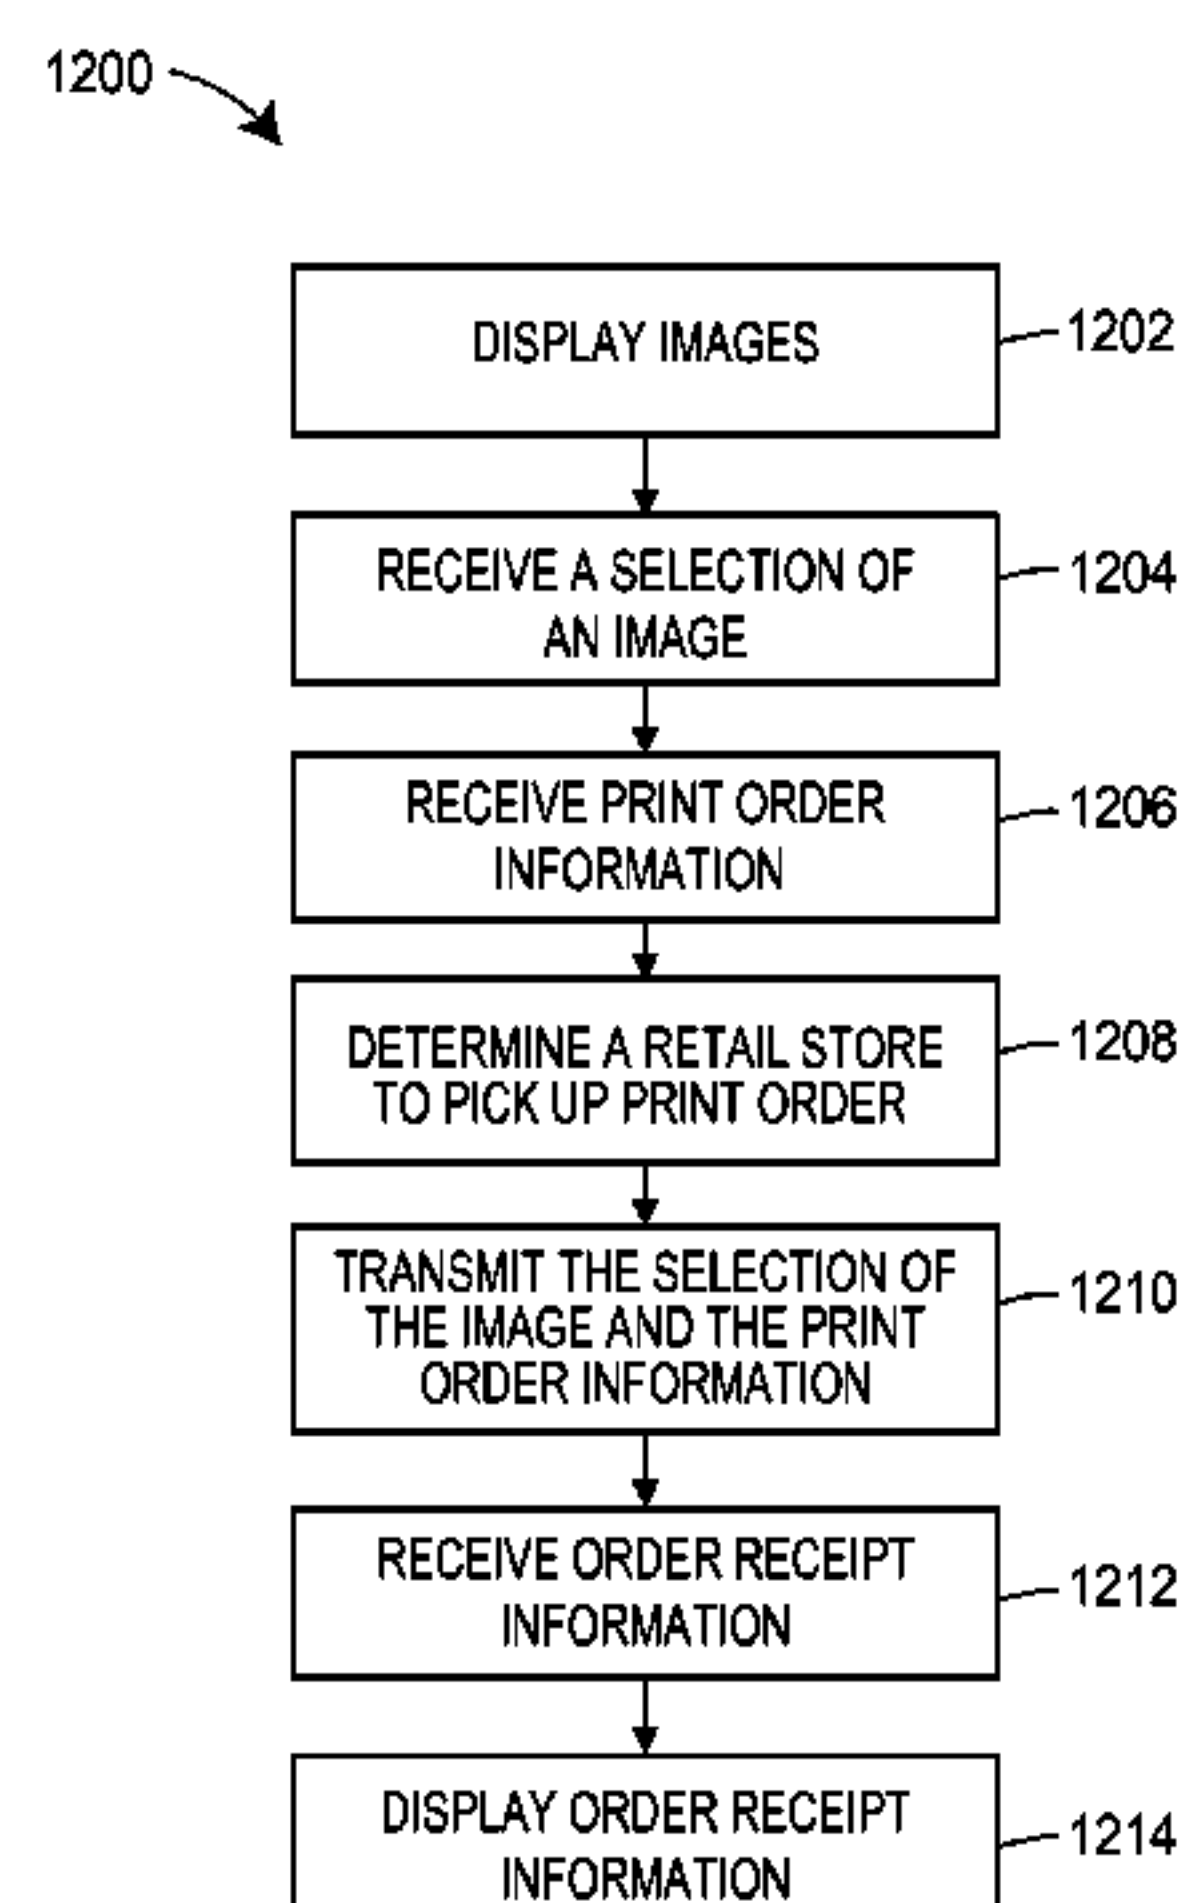 1200
DISPLAY IMAGES
1202
RECEIVE A SELECTION OF
AN IMAGE
1204
RECEIVE PRINT ORDER
INFORMATION
1206
DETERMINE A RETAIL STORE
TO PICK UP PRINT ORDER
1208
TRANSMIT THE SELECTION OF
THE IMAGE AND THE PRINT
ORDER INFORMATION
1210
RECEIVE ORDER RECEIPT
INFORMATION
1212
DISPLAY ORDER RECEIPT
INFORMATION
1214